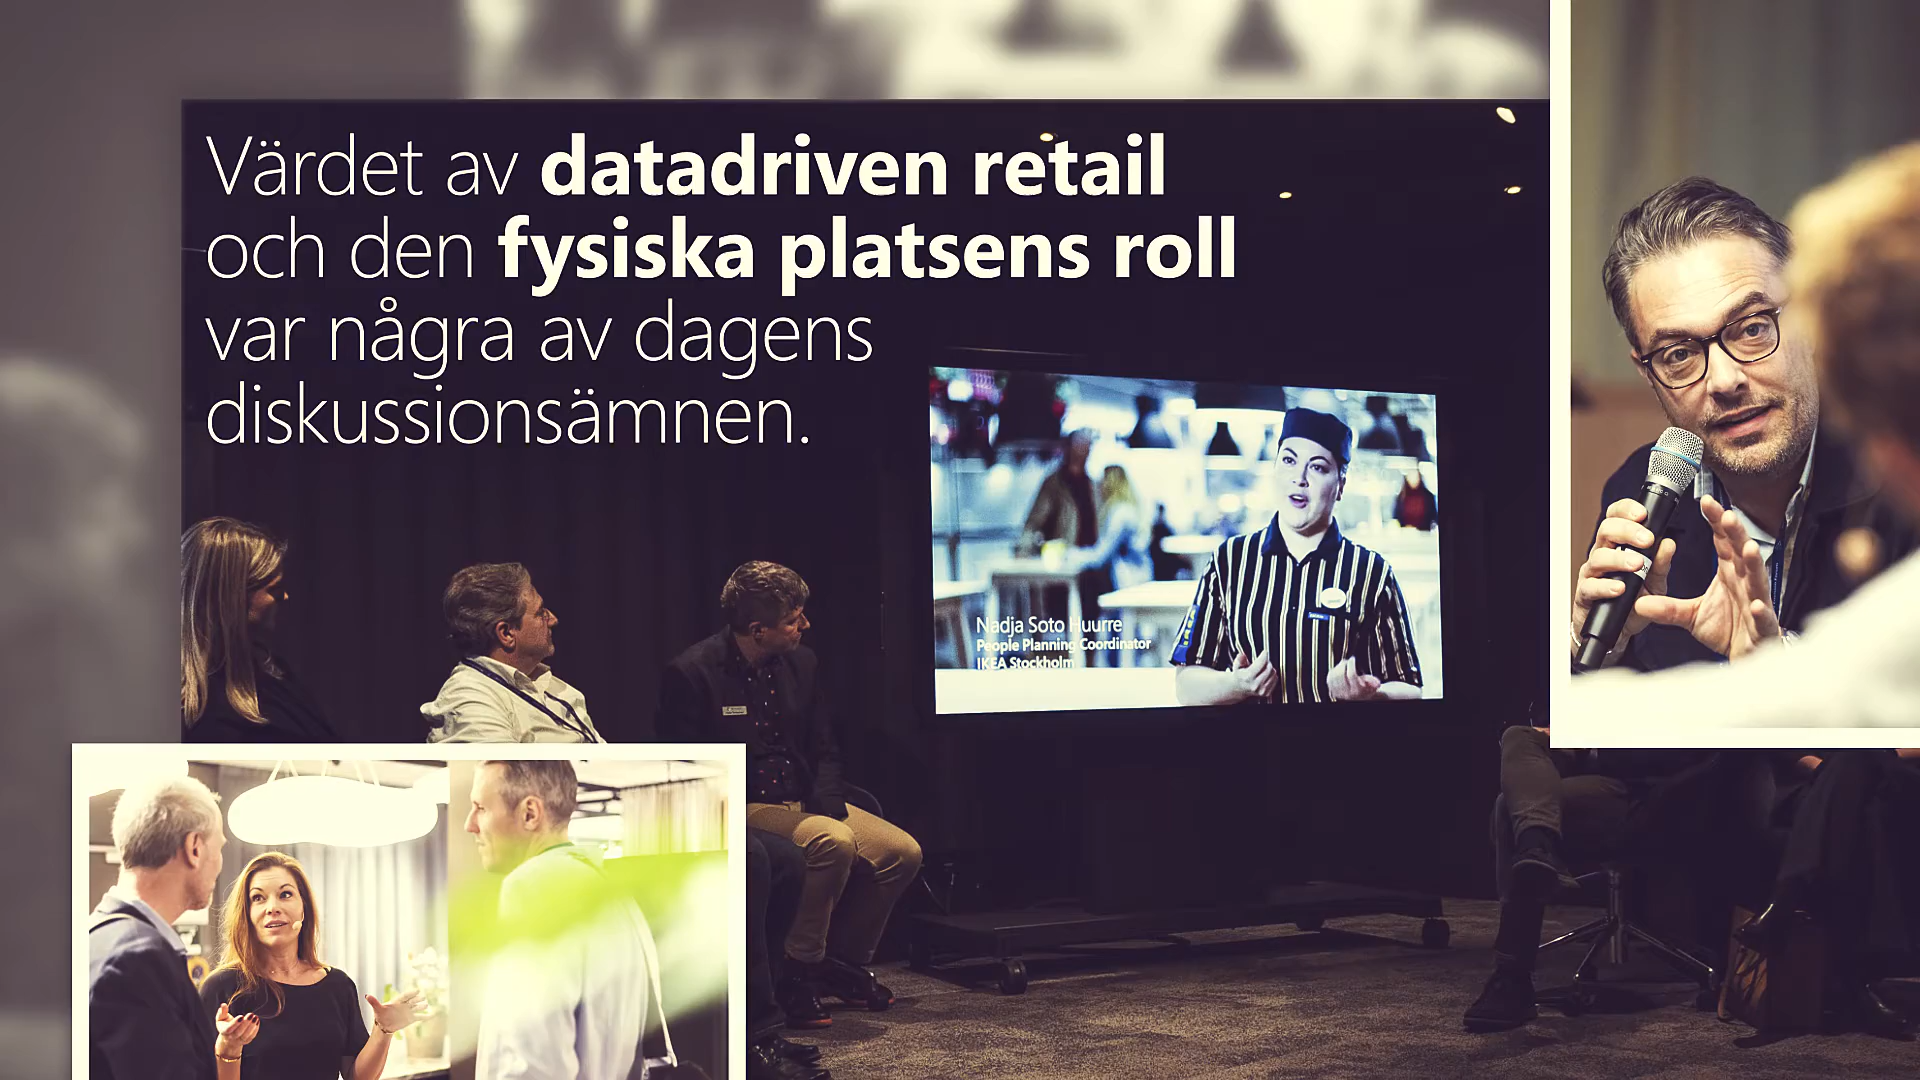 Värdet av datadriven retail
och den fysiska platsens roll
var några av dagens
diskussionsämnen.
Nadja Soto Huurre
People Planning Coordinator
IKEA Stockholm